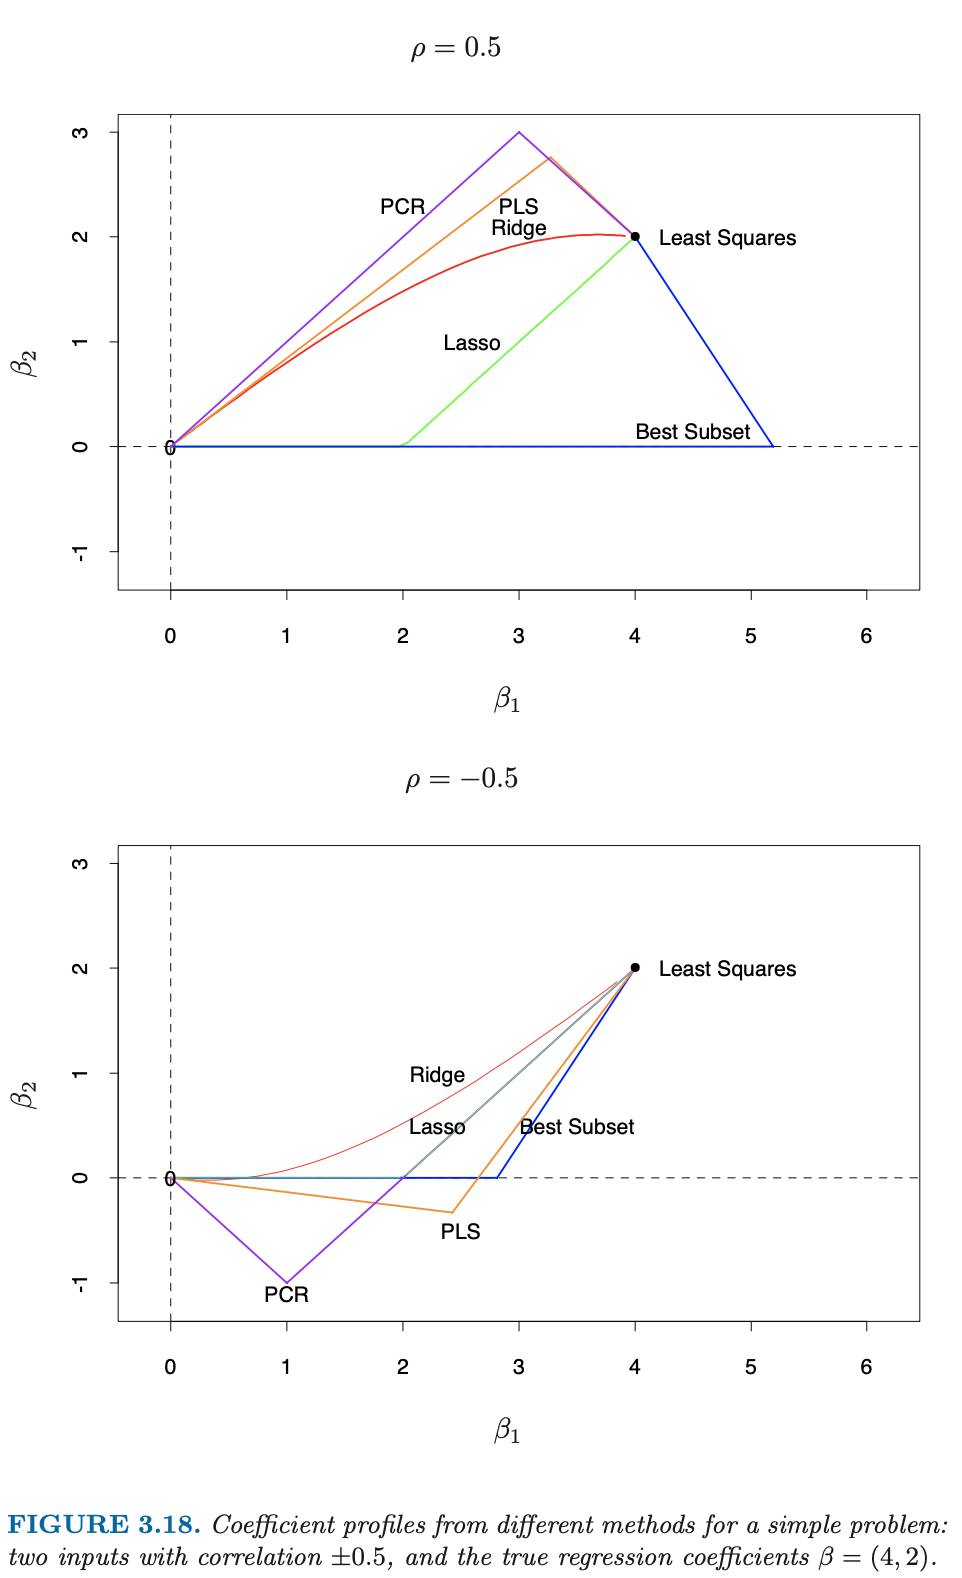 ρ = 0.5
3
PCR
PLS
Ridge
2
Least Squares
Lasso
1
β₂
Best Subset
0
0
-1
0 1 2 3 4 5 6
β₁
ρ = −0.5
3
2
Least Squares
Ridge
1
β₂
Lasso
Best Subset
0
0
PLS
-1
PCR
0 1 2 3 4 5 6
β₁
FIGURE 3.18. Coefficient profiles from different methods for a simple problem:
two inputs with correlation ±0.5, and the true regression coefficients β = (4, 2).